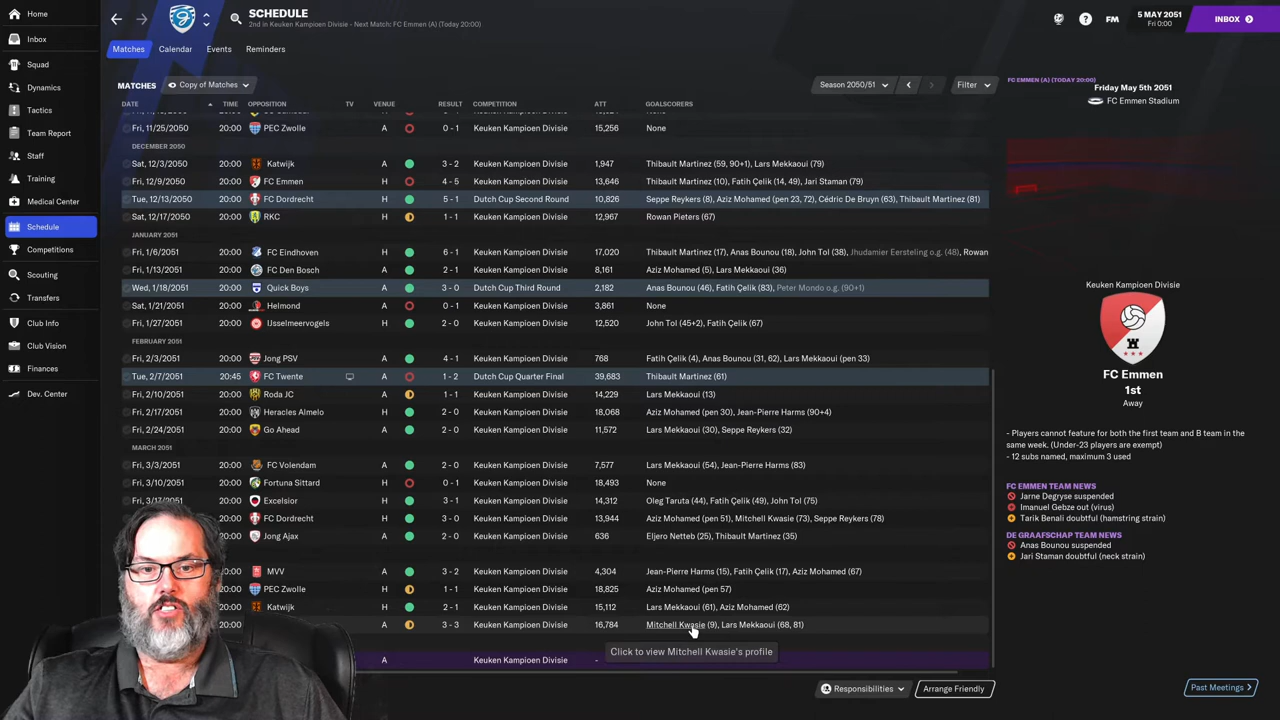 Home
SCHEDULE
2nd in Keuken Kampioen Divisie - Next Match: FC Emmen (A) (Today 20:00)
FM
5 MAY 2051
Fri 0:00
INBOX
Inbox
Squad
Dynamics
Tactics
Team Report
Staff
Training
Medical Center
Schedule
Competitions
Scouting
Transfers
Club Info
Club Vision
Finances
Dev. Center
Matches Calendar Events Reminders
MATCHES Copy of Matches Season 2050/51 Filter
DATE TIME OPPOSITION TV VENUE RESULT COMPETITION ATT GOALSCORERS
Fri, 11/25/2050 20:00 PEC Zwolle A 0 - 1 Keuken Kampioen Divisie 15,256 None
DECEMBER 2050
Sat, 12/3/2050 20:00 Katwijk A 3 - 2 Keuken Kampioen Divisie 1,947 Thibault Martinez (59, 90+1), Lars Mekkaoui (79)
Fri, 12/9/2050 20:00 FC Emmen H 4 - 5 Keuken Kampioen Divisie 13,646 Thibault Martinez (10), Fatih Çelik (14, 49), Jari Staman (79)
Tue, 12/13/2050 20:00 FC Dordrecht H 5 - 1 Dutch Cup Second Round 10,826 Seppe Reykers (8), Aziz Mohamed (pen 23, 72), Cédric De Bruyn (63), Thibault Martinez (81)
Sat, 12/17/2050 20:00 RKC H 1 - 1 Keuken Kampioen Divisie 12,967 Rowan Pieters (67)
JANUARY 2051
Fri, 1/6/2051 20:00 FC Eindhoven H 6 - 1 Keuken Kampioen Divisie 17,020 Thibault Martinez (17), Anas Bounou (18), John Tol (38), Jhudamier Eersteling o.g. (48), Rowan
Fri, 1/13/2051 20:00 FC Den Bosch A 2 - 1 Keuken Kampioen Divisie 8,161 Aziz Mohamed (5), Lars Mekkaoui (36)
Wed, 1/18/2051 20:00 Quick Boys A 3 - 0 Dutch Cup Third Round 2,182 Anas Bounou (46), Fatih Çelik (83), Peter Mondo o.g. (90+1)
Sat, 1/21/2051 20:00 Helmond A 0 - 1 Keuken Kampioen Divisie 3,861 None
Fri, 1/27/2051 20:00 IJsselmeervogels H 2 - 0 Keuken Kampioen Divisie 12,520 John Tol (45+2), Fatih Çelik (67)
FEBRUARY 2051
Fri, 2/3/2051 20:00 Jong PSV A 4 - 1 Keuken Kampioen Divisie 768 Fatih Çelik (4), Anas Bounou (31, 62), Lars Mekkaoui (pen 33)
Tue, 2/7/2051 20:45 FC Twente A 1 - 2 Dutch Cup Quarter Final 39,683 Thibault Martinez (61)
Fri, 2/10/2051 20:00 Roda JC A 1 - 1 Keuken Kampioen Divisie 14,229 Lars Mekkaoui (13)
Fri, 2/17/2051 20:00 Heracles Almelo H 2 - 0 Keuken Kampioen Divisie 18,068 Aziz Mohamed (pen 30), Jean-Pierre Harms (90+4)
Fri, 2/24/2051 20:00 Go Ahead A 2 - 0 Keuken Kampioen Divisie 11,572 Lars Mekkaoui (30), Seppe Reykers (32)
MARCH 2051
Fri, 3/3/2051 20:00 FC Volendam A 2 - 0 Keuken Kampioen Divisie 7,577 Lars Mekkaoui (54), Jean-Pierre Harms (83)
Fri, 3/10/2051 20:00 Fortuna Sittard H 0 - 1 Keuken Kampioen Divisie 18,493 None
Fri, 3/17/2051 20:00 Excelsior H 3 - 1 Keuken Kampioen Divisie 14,312 Oleg Taruta (44), Fatih Çelik (49), John Tol (75)
20:00 FC Dordrecht H 3 - 0 Keuken Kampioen Divisie 13,944 Aziz Mohamed (pen 51), Mitchell Kwasie (73), Seppe Reykers (78)
20:00 Jong Ajax A 2 - 0 Keuken Kampioen Divisie 636 Eljero Netteb (25), Thibault Martinez (35)
20:00 MVV A 3 - 2 Keuken Kampioen Divisie 4,304 Jean-Pierre Harms (15), Fatih Çelik (17), Aziz Mohamed (67)
20:00 PEC Zwolle H 1 - 1 Keuken Kampioen Divisie 18,825 Aziz Mohamed (pen 57)
20:00 Katwijk H 2 - 1 Keuken Kampioen Divisie 15,112 Lars Mekkaoui (61), Aziz Mohamed (62)
A 3 - 3 Keuken Kampioen Divisie 16,784 Mitchell Kwasie (9), Lars Mekkaoui (68, 81)
Click to view Mitchell Kwasie's profile
A Keuken Kampioen Divisie -
Responsibilities Arrange Friendly
FC EMMEN (A) (TODAY 20:00)
Friday May 5th 2051
FC Emmen Stadium
Keuken Kampioen Divisie
FC Emmen
1st
Away
- Players cannot feature for both the first team and B team in the
same week. (Under-23 players are exempt)
- 12 subs named, maximum 3 used
FC EMMEN TEAM NEWS
Jarne Degryse suspended
Imanuel Gebze out (virus)
Tarik Benali doubtful (hamstring strain)
DE GRAAFSCHAP TEAM NEWS
Anas Bounou suspended
Jari Staman doubtful (neck strain)
Past Meetings